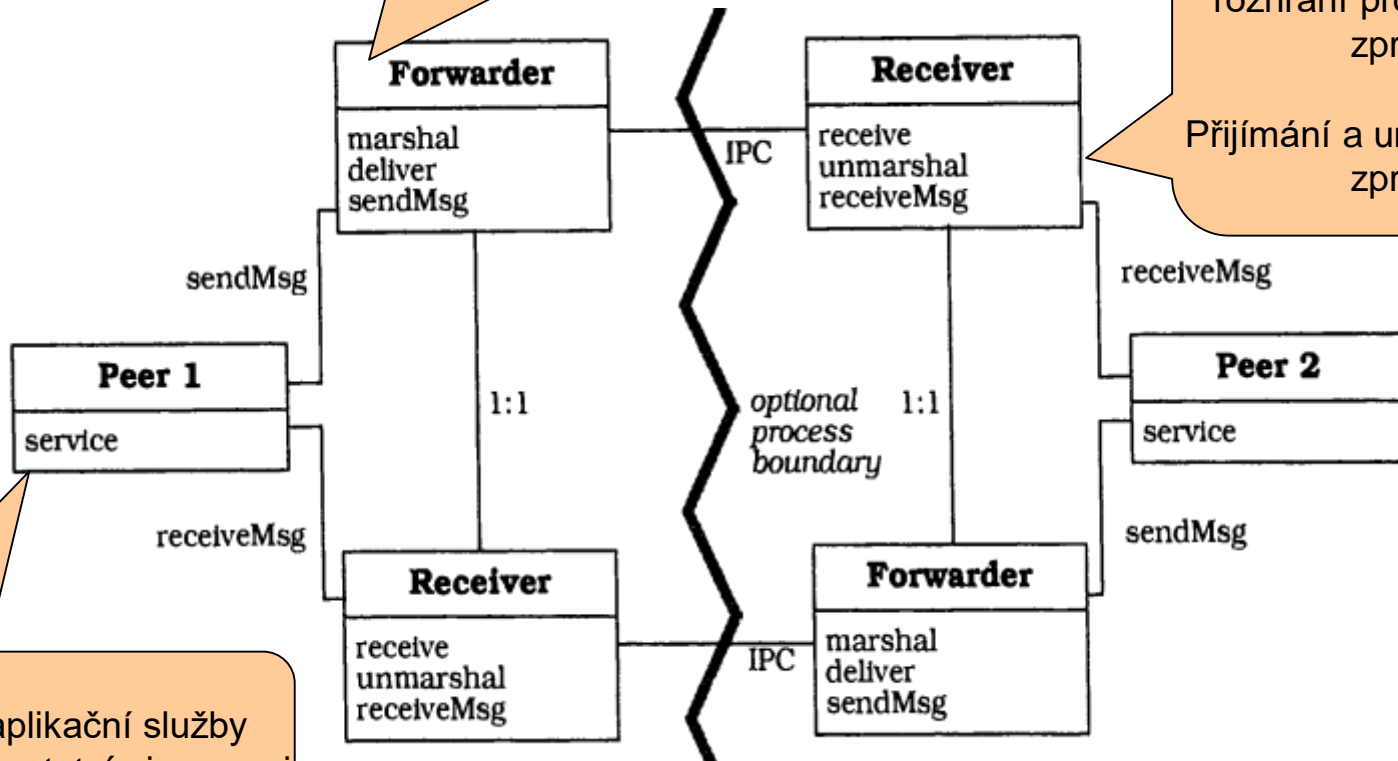 rozhraní pro
Forwarder
marshal
deliver
sendMsg
Receiver
receive
unmarshal
receiveMsg
Přijímání a
IPC
sendMsg
receiveMsg
Peer 1
service
1:1
optional
process
boundary
1:1
Peer 2
service
receiveMsg
sendMsg
Receiver
receive
unmarshal
receiveMsg
IPC
Forwarder
marshal
deliver
sendMsg
aplikační služby